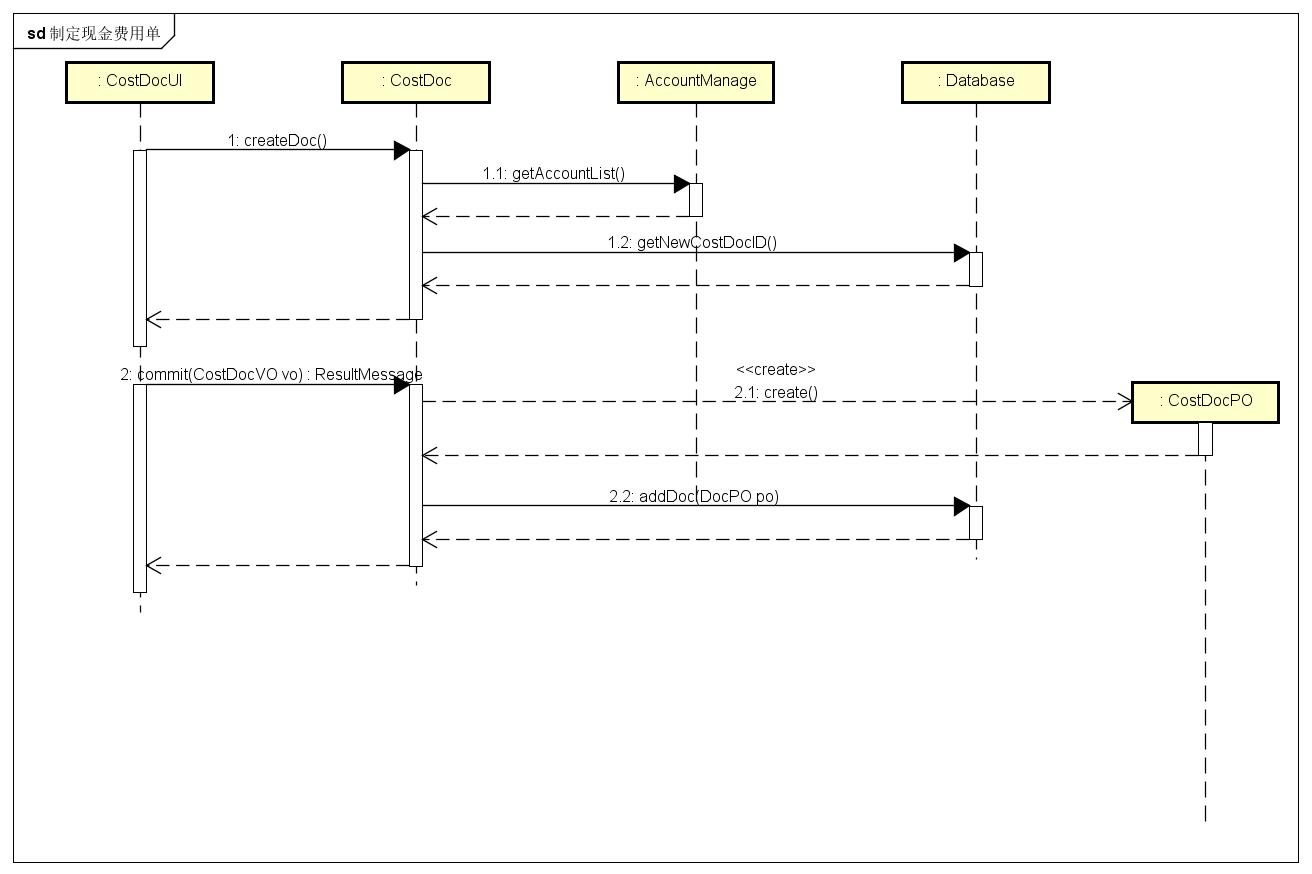 sd 制定现金费用单
: CostDocUI
: CostDoc
: AccountManage
: Database
1: createDoc()
1.1: getAccountList()
1.2: getNewCostDocID()
2: commit(CostDocVO vo) : ResultMessage
<<create>>
2.1: create()
: CostDocPO
2.2: addDoc(DocPO po)